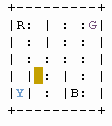 +---------+
|R: | : :G|
| : | : : |
| : : : : |
| | : | : |
|Y| : |B: |
+---------+